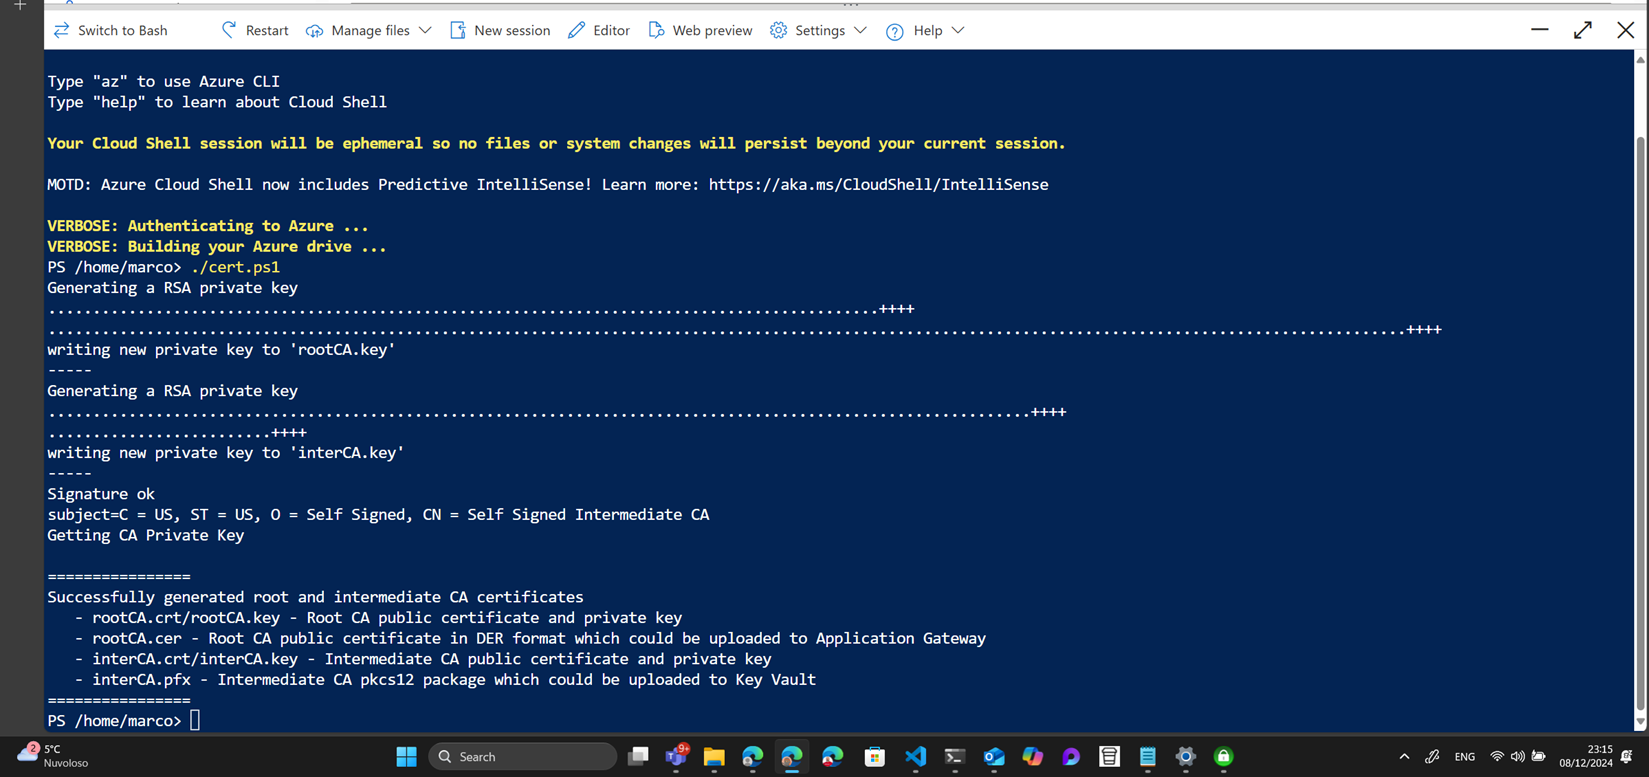 Switch to Bash Restart Manage files New session Editor Web preview Settings Help
Type "az" to use Azure CLI
Type "help" to learn about Cloud Shell
Your Cloud Shell session will be ephemeral so no files or system changes will persist beyond your current session.
MOTD: Azure Cloud Shell now includes Predictive IntelliSense! Learn more: https://aka.ms/CloudShell/IntelliSense
VERBOSE: Authenticating to Azure ...
VERBOSE: Building your Azure drive ...
PS /home/marco> ./cert.ps1
Generating a RSA private key
.............................................................................................++++
........................................................................................................................................................++++
writing new private key to 'rootCA.key'
-----
Generating a RSA private key
..............................................................................................................++++
.........................++++
writing new private key to 'interCA.key'
-----
Signature ok
subject=C = US, ST = US, O = Self Signed, CN = Self Signed Intermediate CA
Getting CA Private Key
================
Successfully generated root and intermediate CA certificates
- rootCA.crt/rootCA.key - Root CA public certificate and private key
- rootCA.cer - Root CA public certificate in DER format which could be uploaded to Application Gateway
- interCA.crt/interCA.key - Intermediate CA public certificate and private key
- interCA.pfx - Intermediate CA pkcs12 package which could be uploaded to Key Vault
================
PS /home/marco>
2 5°C
Nuvoloso
Search
9+
ENG
23:15
08/12/2024